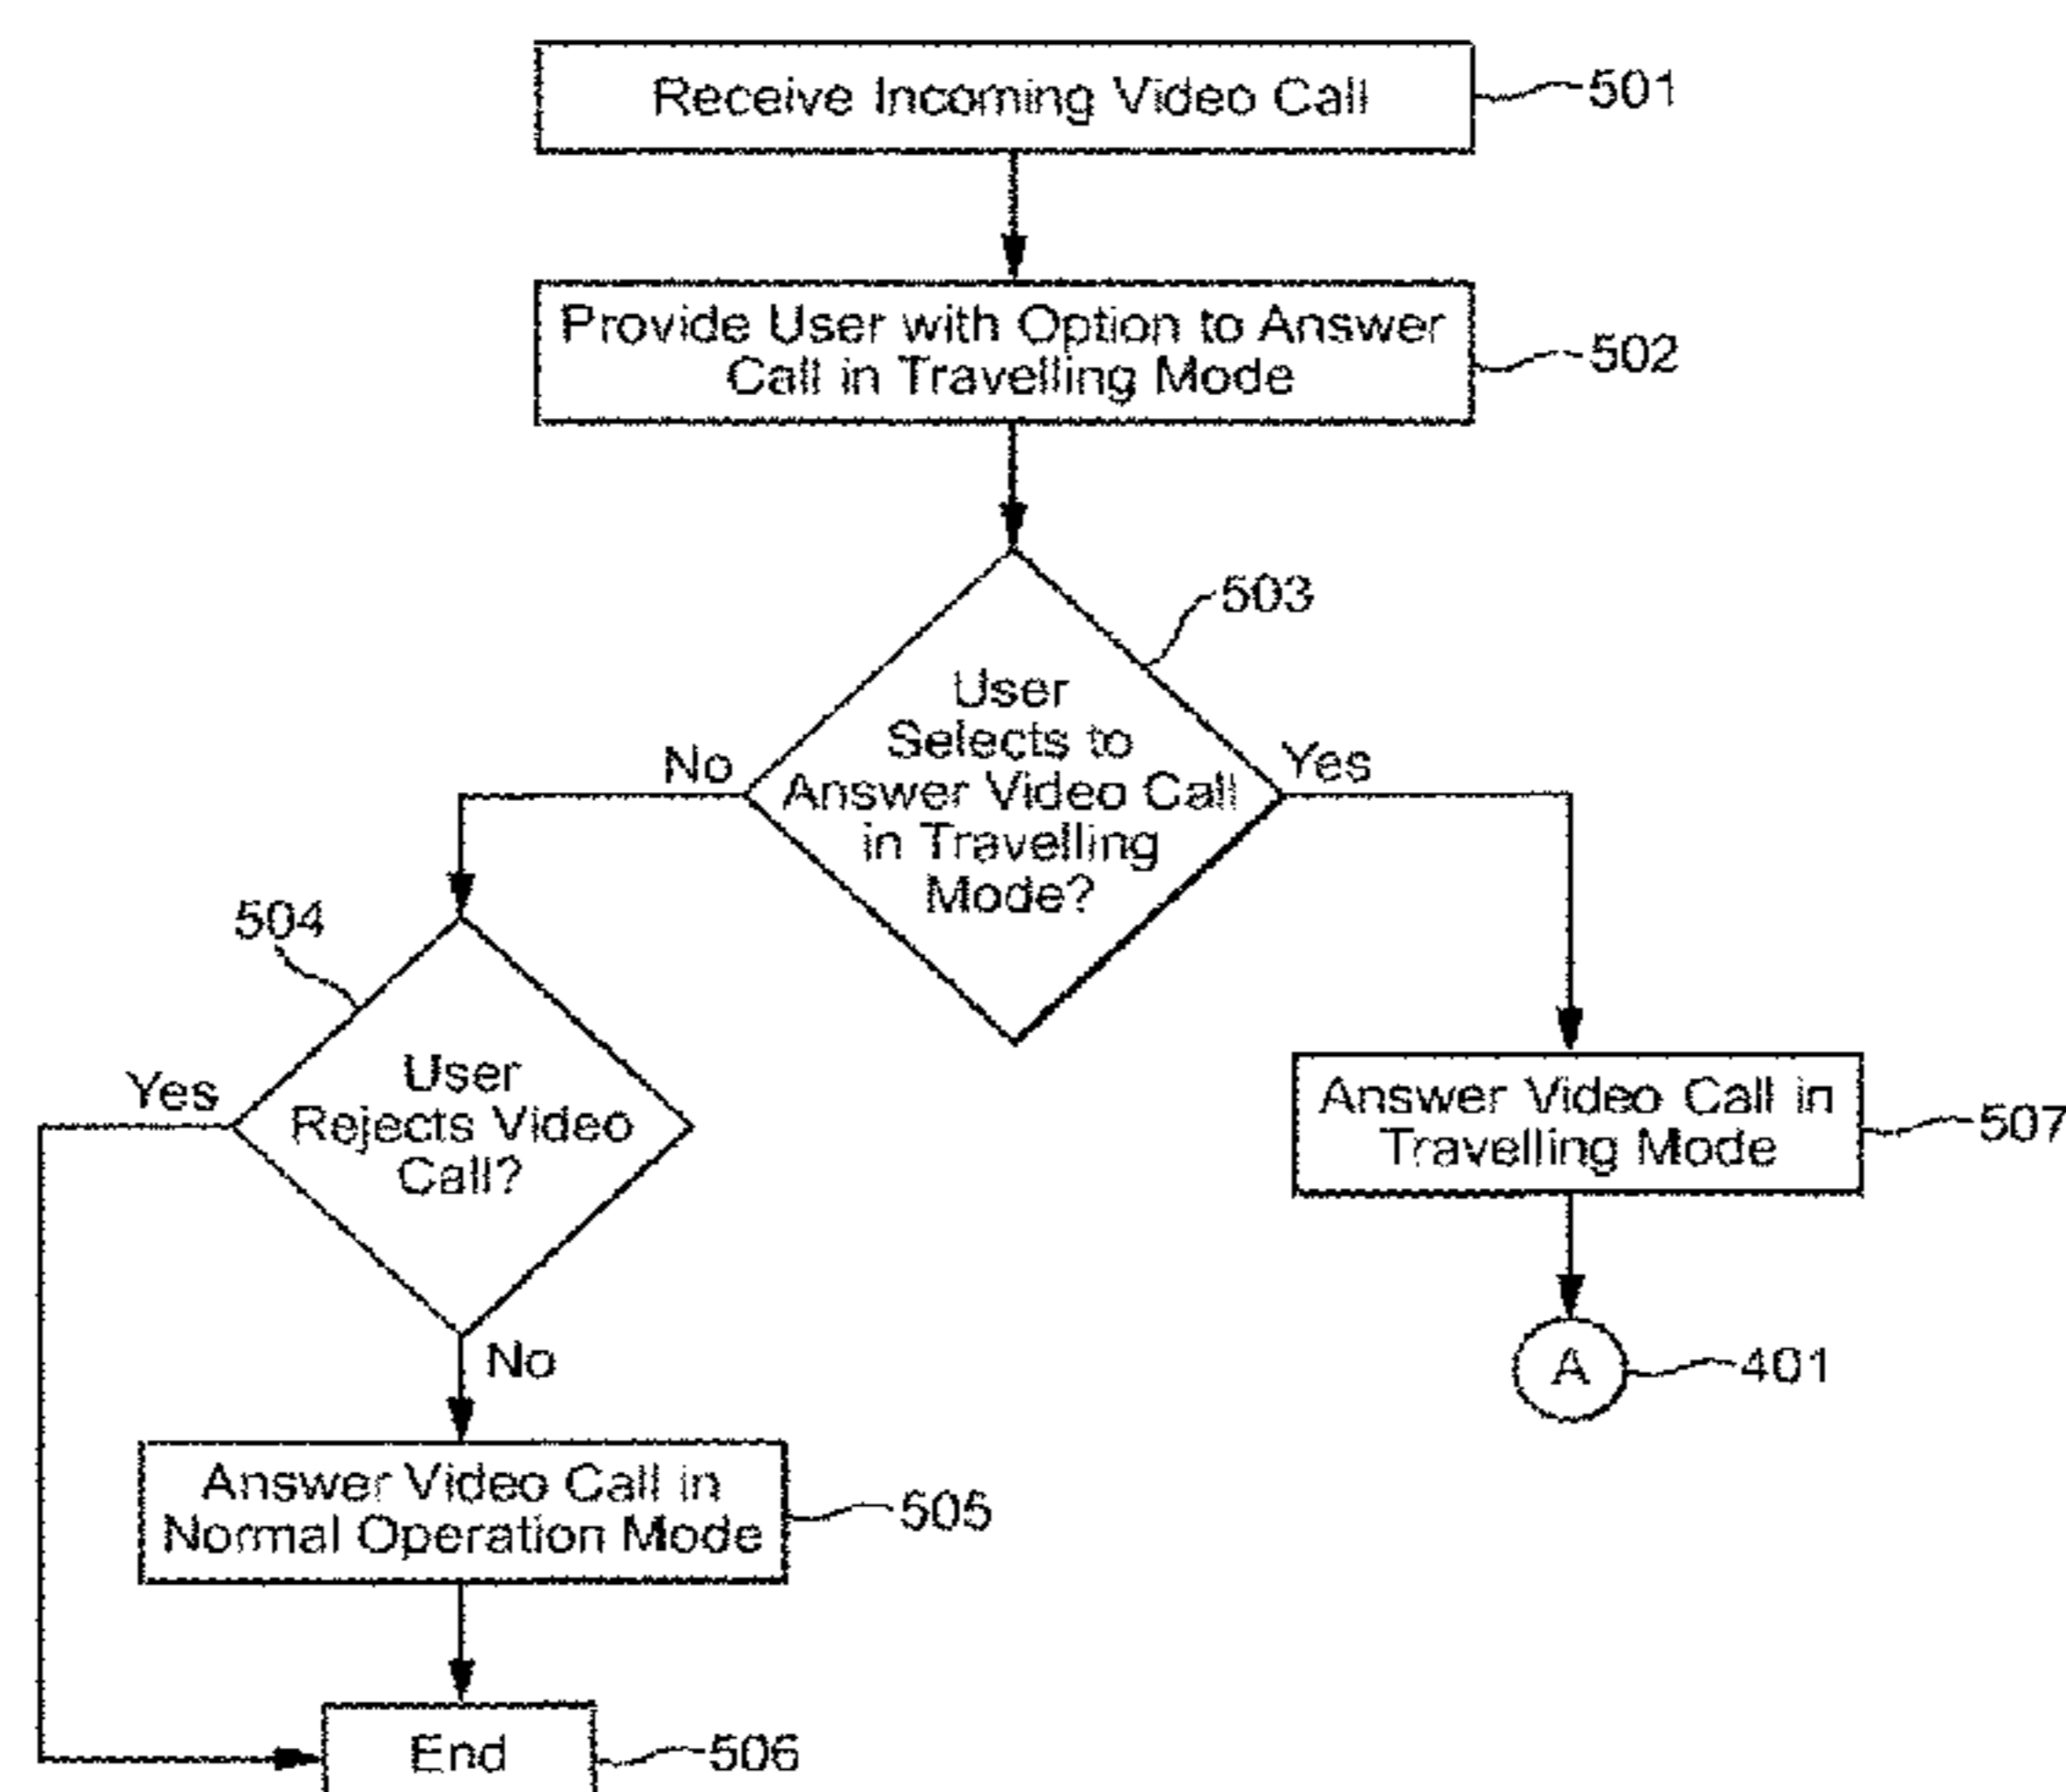 Receive Incoming Video Call
501
Provide User with Option to Answer
Call in Travelling Mode
502
503
User
Selects to
Answer Video Call
in Travelling
Mode?
No
Yes
504
User
Rejects Video
Call?
Yes
No
Answer Video Call in
Travelling Mode
507
A
401
Answer Video Call in
Normal Operation Mode
505
End
506